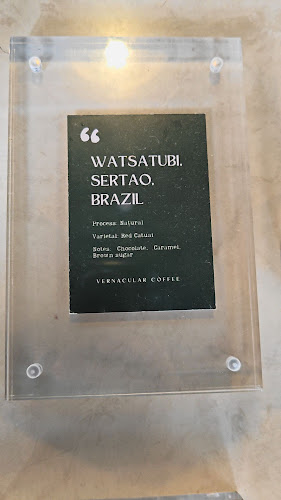 “
WATSATUBI,
SERTAO,
BRAZIL
Process: Natural
Varietal: Red Catuai
Notes: Chocolate, Caramel,
Brown sugar
VERNACULAR COFFEE